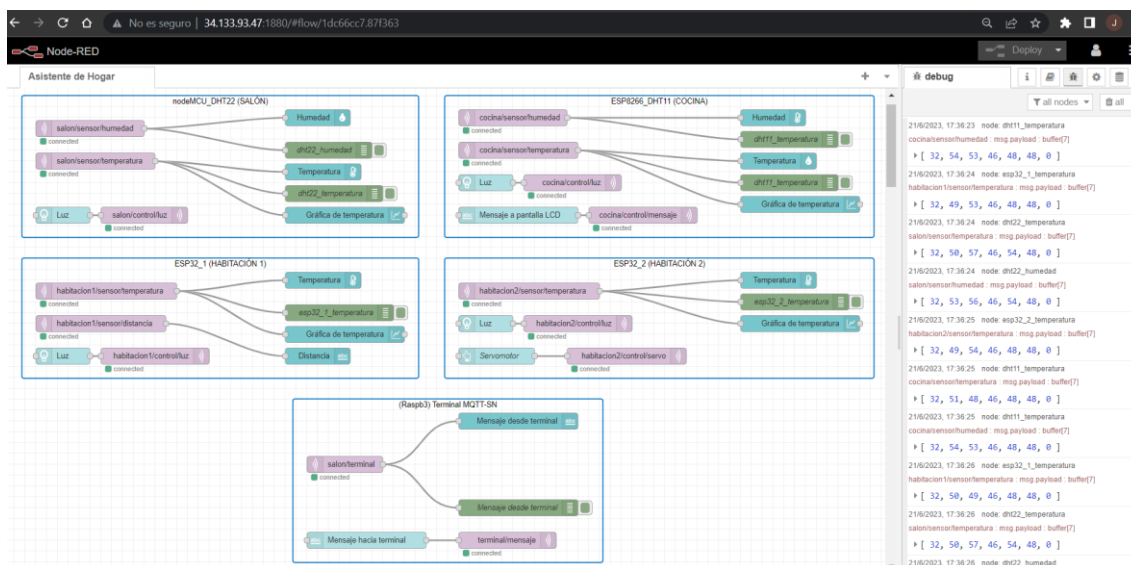 No es seguro | 34.133.93.47:1880/#flow/1dc66cc7.87f363
J
Node-RED
Deploy
Asistente de Hogar
nodeMCU_DHT22 (SALÓN)
salon/sensor/humedad
connected
salon/sensor/temperatura
connected
Luz
salon/control/luz
connected
Humedad
dht22_humedad
Temperatura
dht22_temperatura
Gráfica de temperatura
ESP8266_DHT11 (COCINA)
cocina/sensor/humedad
connected
cocina/sensor/temperatura
connected
Luz
cocina/control/luz
connected
Mensaje a pantalla LCD
cocina/control/mensaje
connected
Humedad
dht11_temperatura
Temperatura
dht11_temperatura
Gráfica de temperatura
ESP32_1 (HABITACIÓN 1)
habitacion1/sensor/temperatura
connected
habitacion1/sensor/distancia
connected
Luz
habitacion1/control/luz
connected
Temperatura
esp32_1_temperatura
Gráfica de temperatura
Distancia
abc
ESP32_2 (HABITACIÓN 2)
habitacion2/sensor/temperatura
connected
Luz
habitacion2/control/luz
connected
Servomotor
habitacion2/control/servo
connected
Temperatura
esp32_2_temperatura
Gráfica de temperatura
(Raspb3) Terminal MQTT-SN
salon/terminal
connected
Mensaje desde terminal
abc
Mensaje desde terminal
Mensaje hacia terminal
terminal/mensaje
connected
debug
i
all nodes
all
21/6/2023, 17:36:23 node: dht11_temperatura
cocina/sensor/humedad : msg.payload : buffer[7]
[ 32, 54, 53, 46, 48, 48, 0 ]
21/6/2023, 17:36:24 node: esp32_1_temperatura
habitacion1/sensor/temperatura : msg.payload : buffer[7]
[ 32, 49, 53, 46, 48, 48, 0 ]
21/6/2023, 17:36:24 node: dht22_temperatura
salon/sensor/temperatura : msg.payload : buffer[7]
[ 32, 50, 57, 46, 54, 48, 0 ]
21/6/2023, 17:36:24 node: dht22_humedad
salon/sensor/humedad : msg.payload : buffer[7]
[ 32, 53, 56, 46, 54, 48, 0 ]
21/6/2023, 17:36:25 node: esp32_2_temperatura
habitacion2/sensor/temperatura : msg.payload : buffer[7]
[ 32, 49, 54, 46, 48, 48, 0 ]
21/6/2023, 17:36:25 node: dht11_temperatura
cocina/sensor/temperatura : msg.payload : buffer[7]
[ 32, 51, 48, 46, 48, 48, 0 ]
21/6/2023, 17:36:25 node: dht11_temperatura
cocina/sensor/humedad : msg.payload : buffer[7]
[ 32, 54, 53, 46, 48, 48, 0 ]
21/6/2023, 17:36:26 node: esp32_1_temperatura
habitacion1/sensor/temperatura : msg.payload : buffer[7]
[ 32, 50, 49, 46, 48, 48, 0 ]
21/6/2023, 17:36:26 node: dht22_temperatura
salon/sensor/temperatura : msg.payload : buffer[7]
[ 32, 50, 57, 46, 54, 48, 0 ]
21/6/2023, 17:36:26 node: dht22_humedad